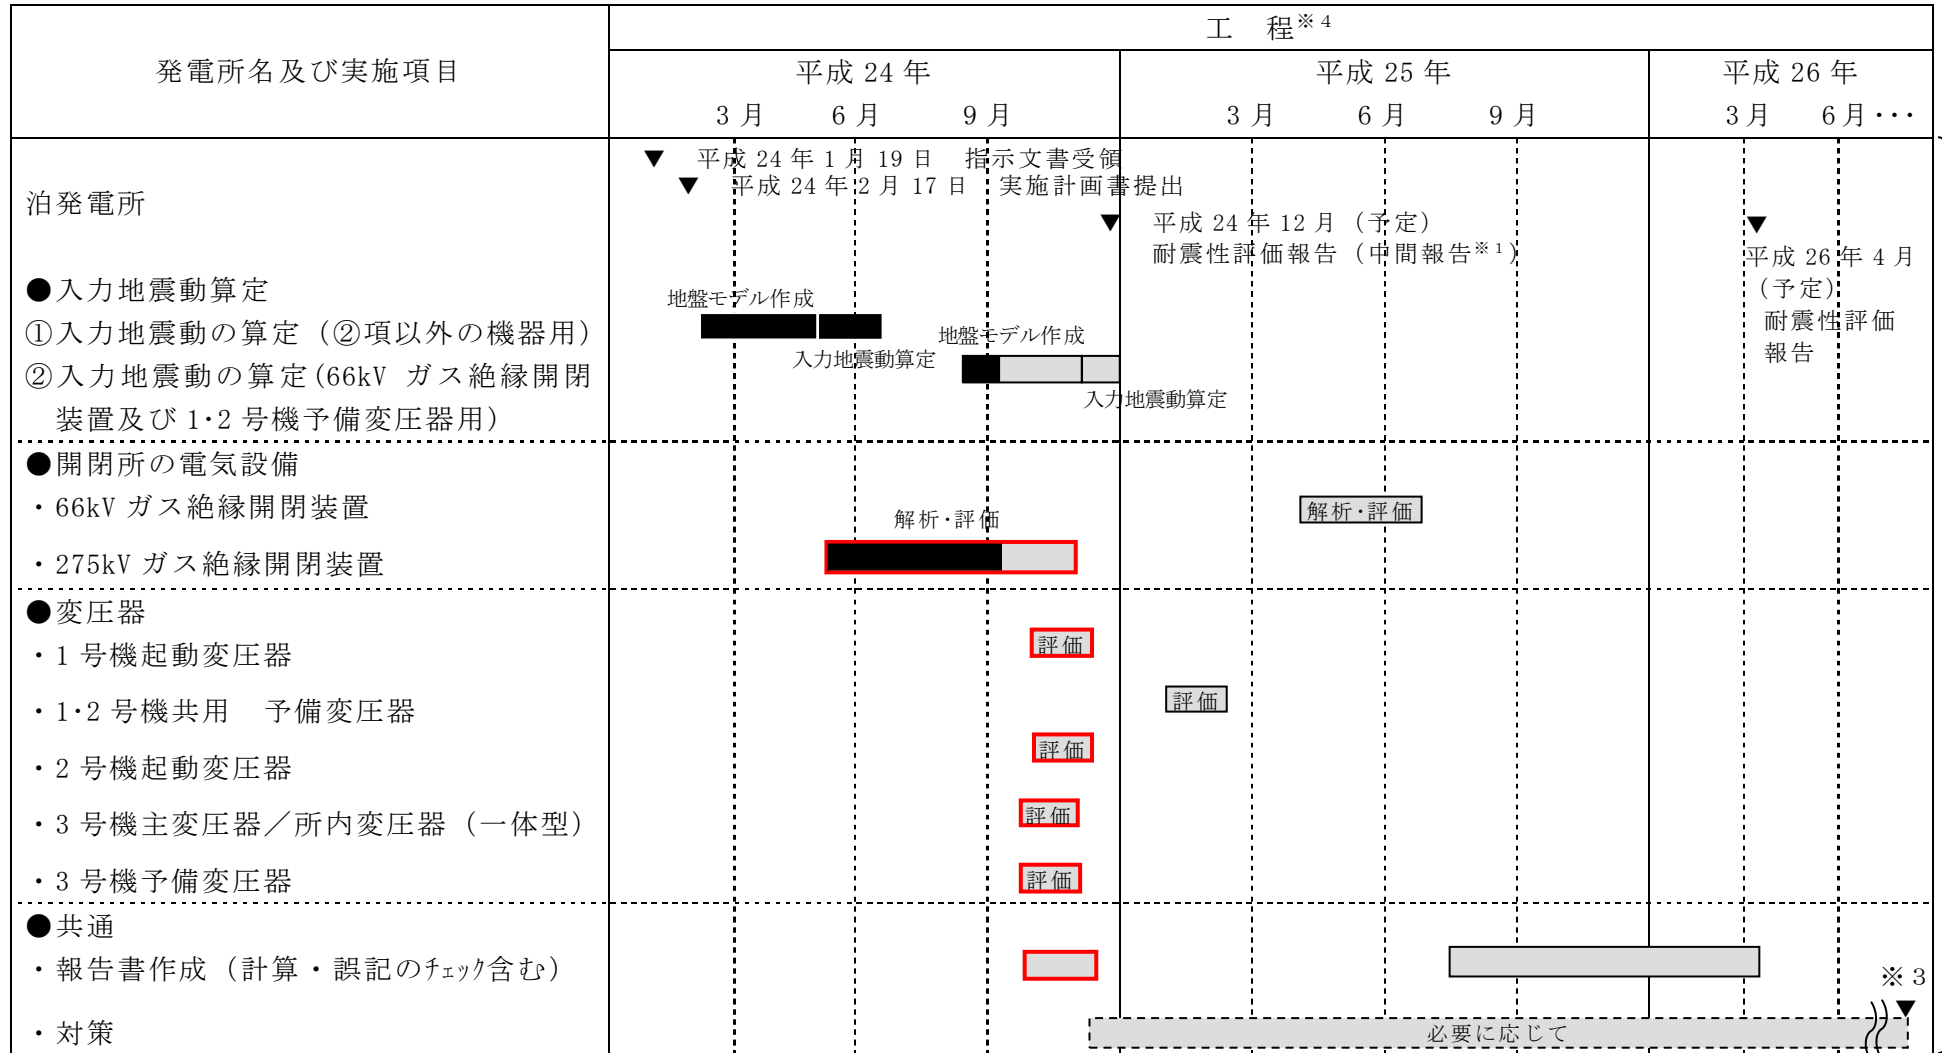 発電所名及び実施項目
工　程※4
平成 24 年
平成 25 年
平成 26 年
3 月
6 月
9 月
3 月
6 月
9 月
3 月
6 月・・・
▼　平成 24 年 1 月 19 日　指示文書受領
▼　平成 24 年 2 月 17 日　実施計画書提出
泊発電所
▼　平成 24 年 12 月（予定）
耐震性評価報告（中間報告※1）
▼
平成 26 年 4 月
（予定）
耐震性評価
報告
●入力地震動算定
①入力地震動の算定（②項以外の機器用）
地盤モデル作成
入力地震動算定
②入力地震動の算定(66kV ガス絶縁開閉
装置及び 1･2 号機予備変圧器用）
地盤モデル作成
入力地震動算定
●開閉所の電気設備
・66kV ガス絶縁開閉装置
解析･評価
・275kV ガス絶縁開閉装置
解析･評価
●変圧器
・1 号機起動変圧器
評価
・1･2 号機共用　予備変圧器
評価
・2 号機起動変圧器
評価
・3 号機主変圧器／所内変圧器（一体型）
評価
・3 号機予備変圧器
評価
●共通
・報告書作成（計算・誤記のﾁｪｯｸ含む）
※3
▼
・対策
必要に応じて